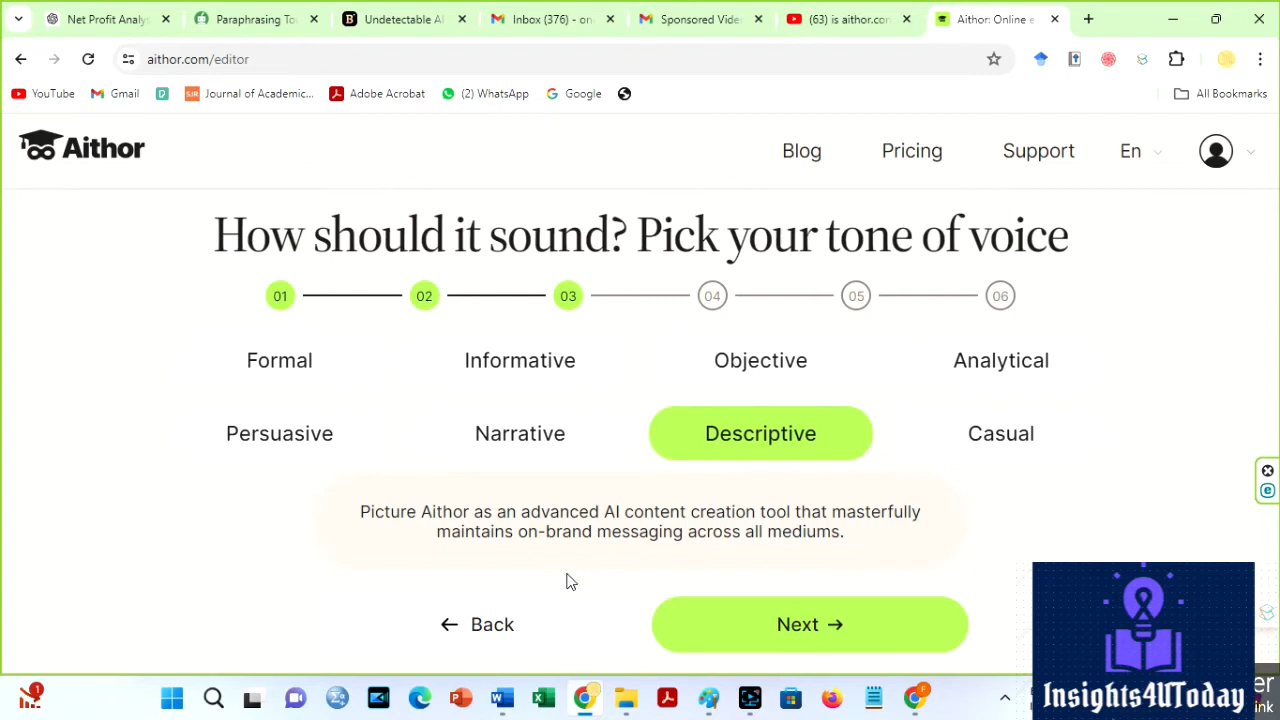 Net Profit Analys
Paraphrasing To
Undetectable AI
Inbox (376) - on
Sponsored Vide
(63) is aithor.co
Aithor: Online e
aithor.com/editor
YouTube
Gmail
Journal of Academic...
Adobe Acrobat
(2) WhatsApp
Google
All Bookmarks
Aithor
Blog
Pricing
Support
En
How should it sound? Pick your tone of voice
01 02 03 04 05 06
Formal Informative Objective Analytical
Persuasive Narrative Descriptive Casual
Picture Aithor as an advanced AI content creation tool that masterfully
maintains on-brand messaging across all mediums.
← Back
Next →
Insights4UToday